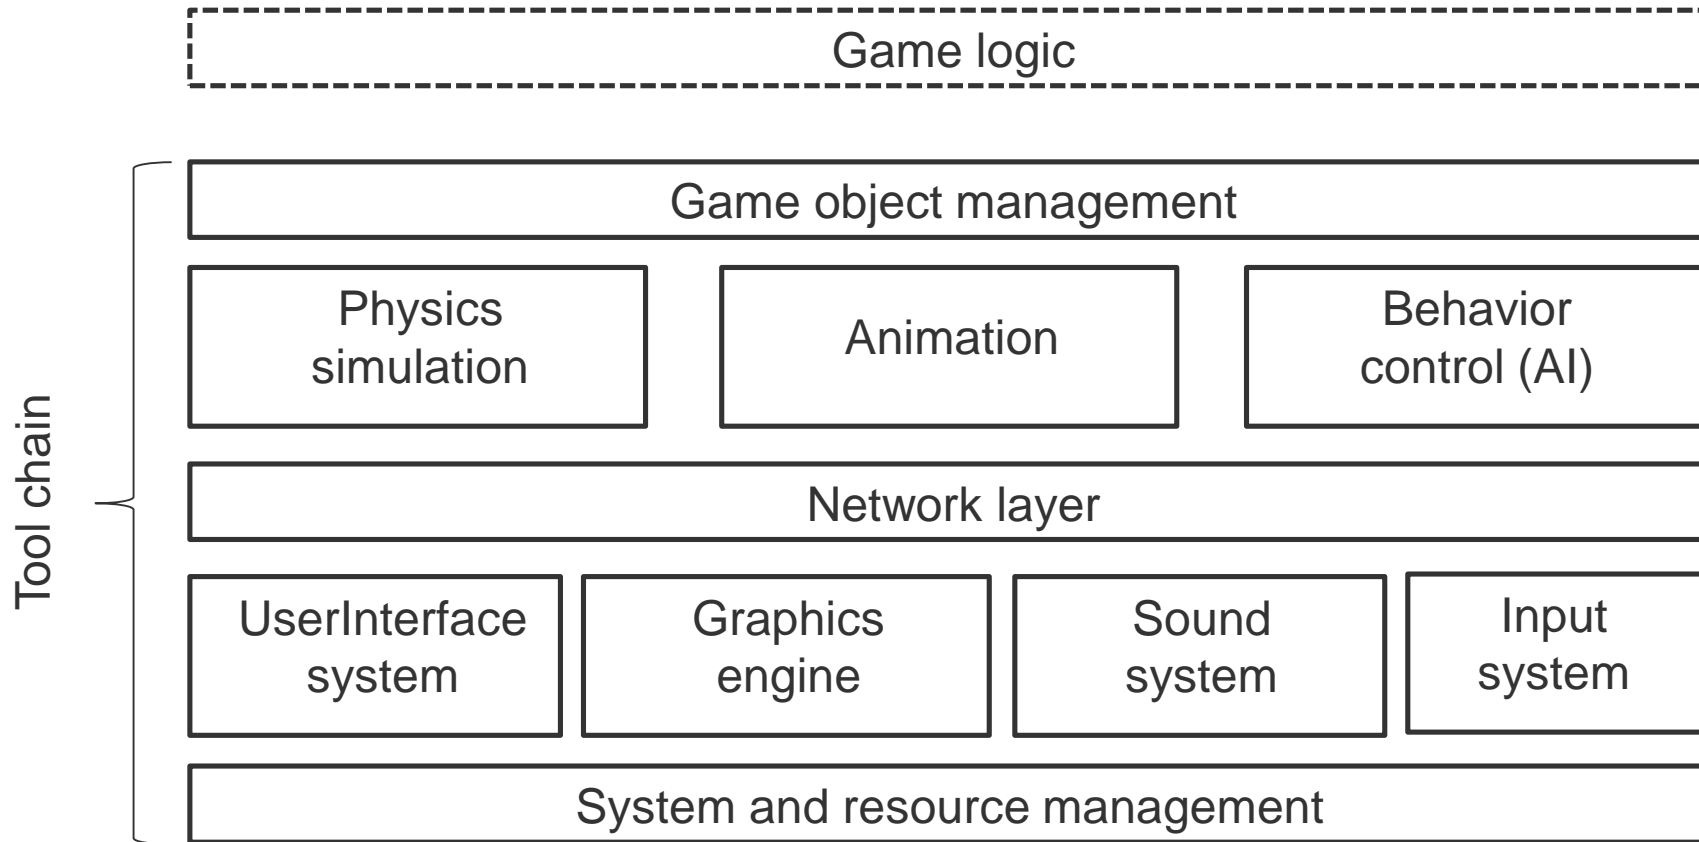 Game logic
Game object management
Physics
simulation
Animation
Behavior
control (AI)
Tool chain
Network layer
UserInterface
system
Graphics
engine
Sound
system
Input
system
System and resource management